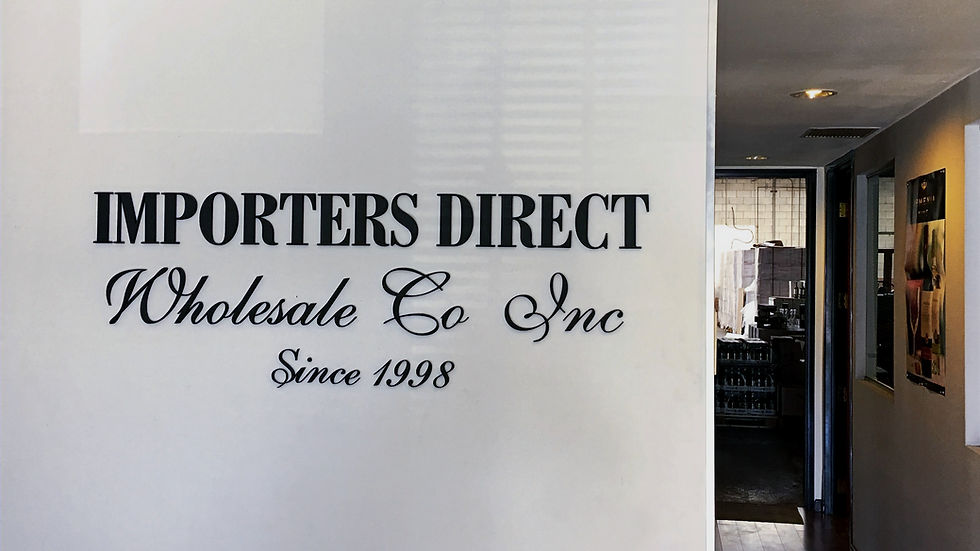 IMPORTERS DIRECT
Wholesale Co Inc
Since 1998